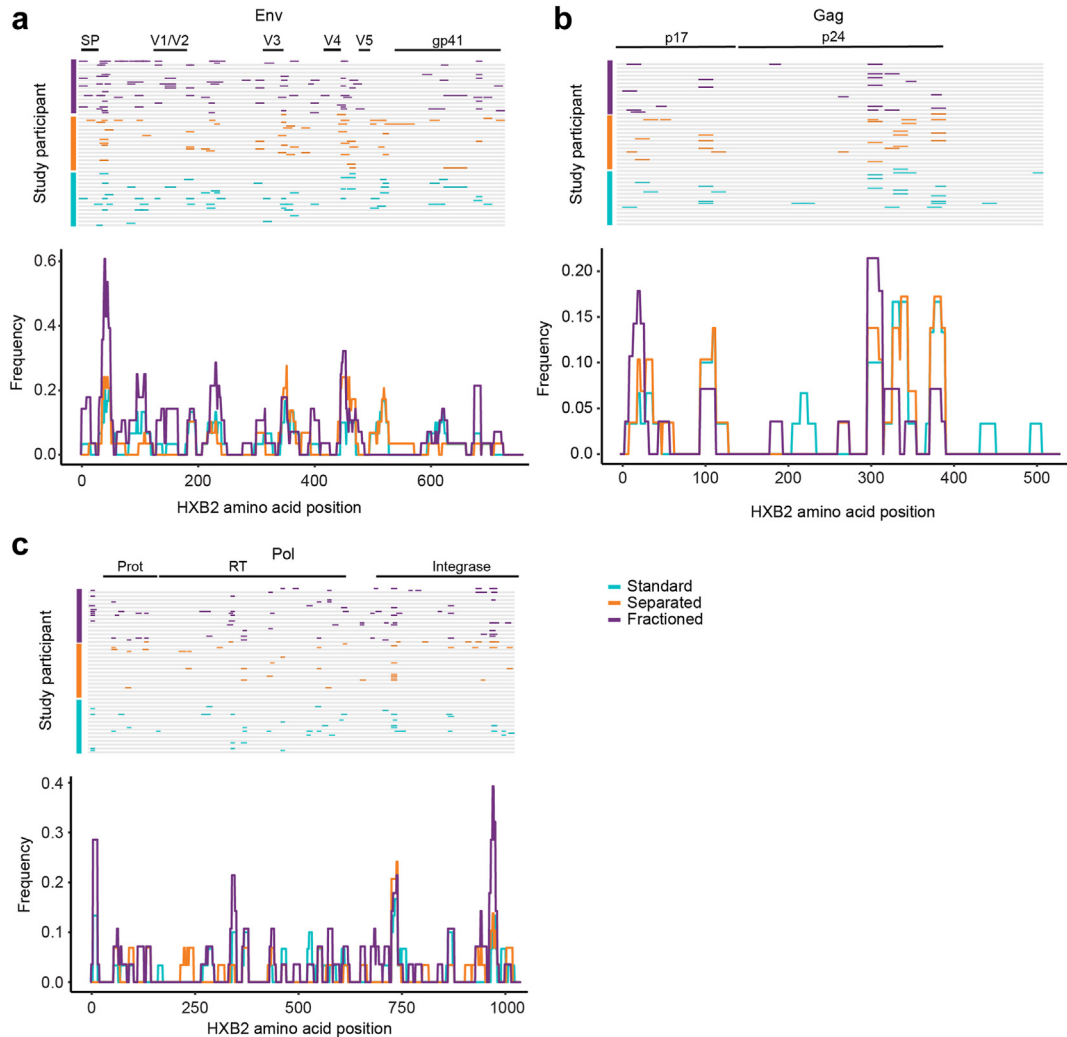 a
Env
SP V1/V2 V3 V4 V5 gp41
Study participant
Frequency
0.6
0.4
0.2
0.0
0 200 400 600
HXB2 amino acid position
b
Gag
p17 p24
Study participant
Frequency
0.20
0.15
0.10
0.05
0.0
0 100 200 300 400 500
HXB2 amino acid position
c
Pol
Prot RT Integrase
Study participant
Frequency
0.4
0.3
0.2
0.1
0.0
0 250 500 750 1000
HXB2 amino acid position
Standard
Separated
Fractioned